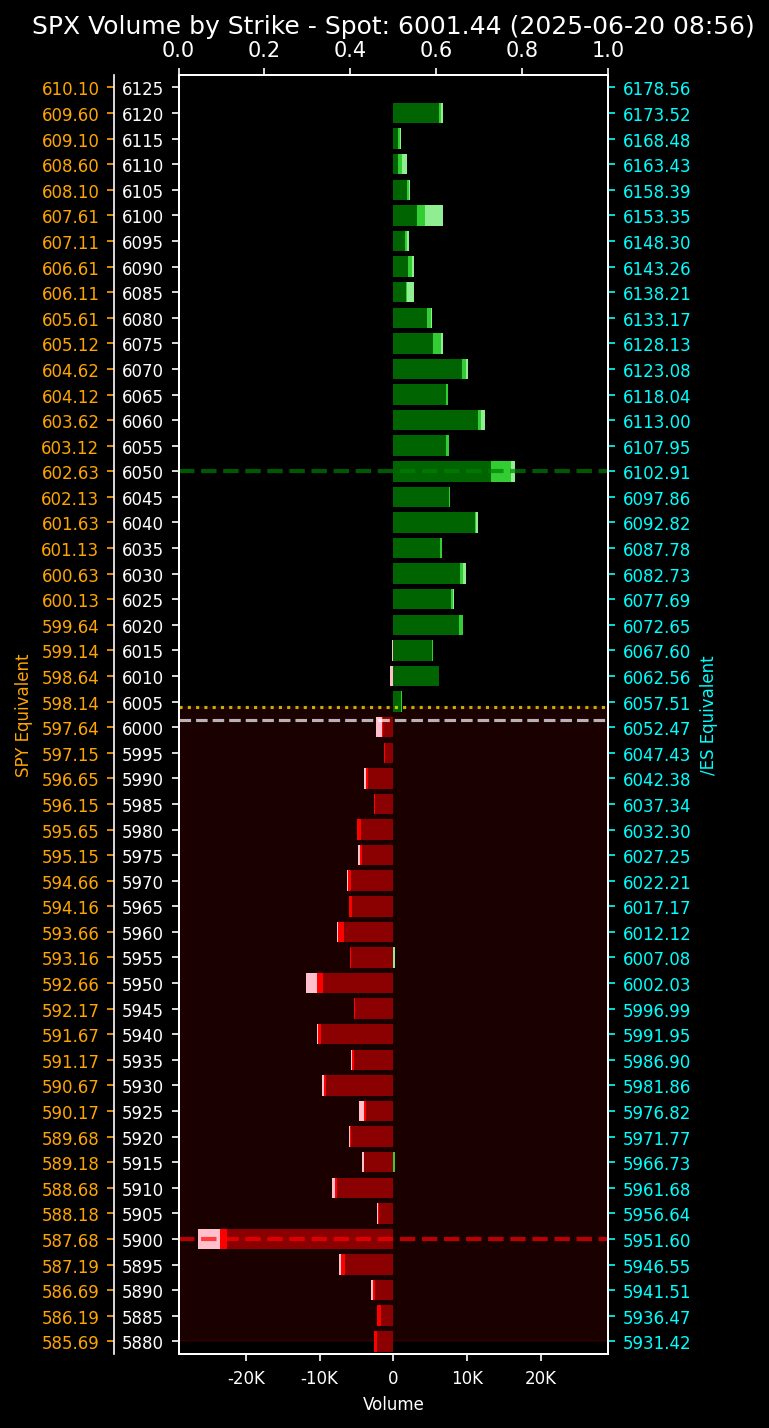 SPX Volume by Strike - Spot: 6001.44 (2025-06-20 08:56)
0.0 0.2 0.4 0.6 0.8 1.0
610.10 6125 6178.56
609.60 6120 6173.52
609.10 6115 6168.48
608.60 6110 6163.43
608.10 6105 6158.39
607.61 6100 6153.35
607.11 6095 6148.30
606.61 6090 6143.26
606.11 6085 6138.21
605.61 6080 6133.17
605.12 6075 6128.13
604.62 6070 6123.08
604.12 6065 6118.04
603.62 6060 6113.00
603.12 6055 6107.95
602.63 6050 6102.91
602.13 6045 6097.86
601.63 6040 6092.82
601.13 6035 6087.78
600.63 6030 6082.73
600.13 6025 6077.69
599.64 6020 6072.65
599.14 6015 6067.60
598.64 6010 6062.56
598.14 6005 6057.51
597.64 6000 6052.47
597.15 5995 6047.43
596.65 5990 6042.38
596.15 5985 6037.34
595.65 5980 6032.30
595.15 5975 6027.25
594.66 5970 6022.21
594.16 5965 6017.17
593.66 5960 6012.12
593.16 5955 6007.08
592.66 5950 6002.03
592.17 5945 5996.99
591.67 5940 5991.95
591.17 5935 5986.90
590.67 5930 5981.86
590.17 5925 5976.82
589.68 5920 5971.77
589.18 5915 5966.73
588.68 5910 5961.68
588.18 5905 5956.64
587.68 5900 5951.60
587.19 5895 5946.55
586.69 5890 5941.51
586.19 5885 5936.47
585.69 5880 5931.42
SPY Equivalent
/ES Equivalent
-20K -10K 0 10K 20K
Volume